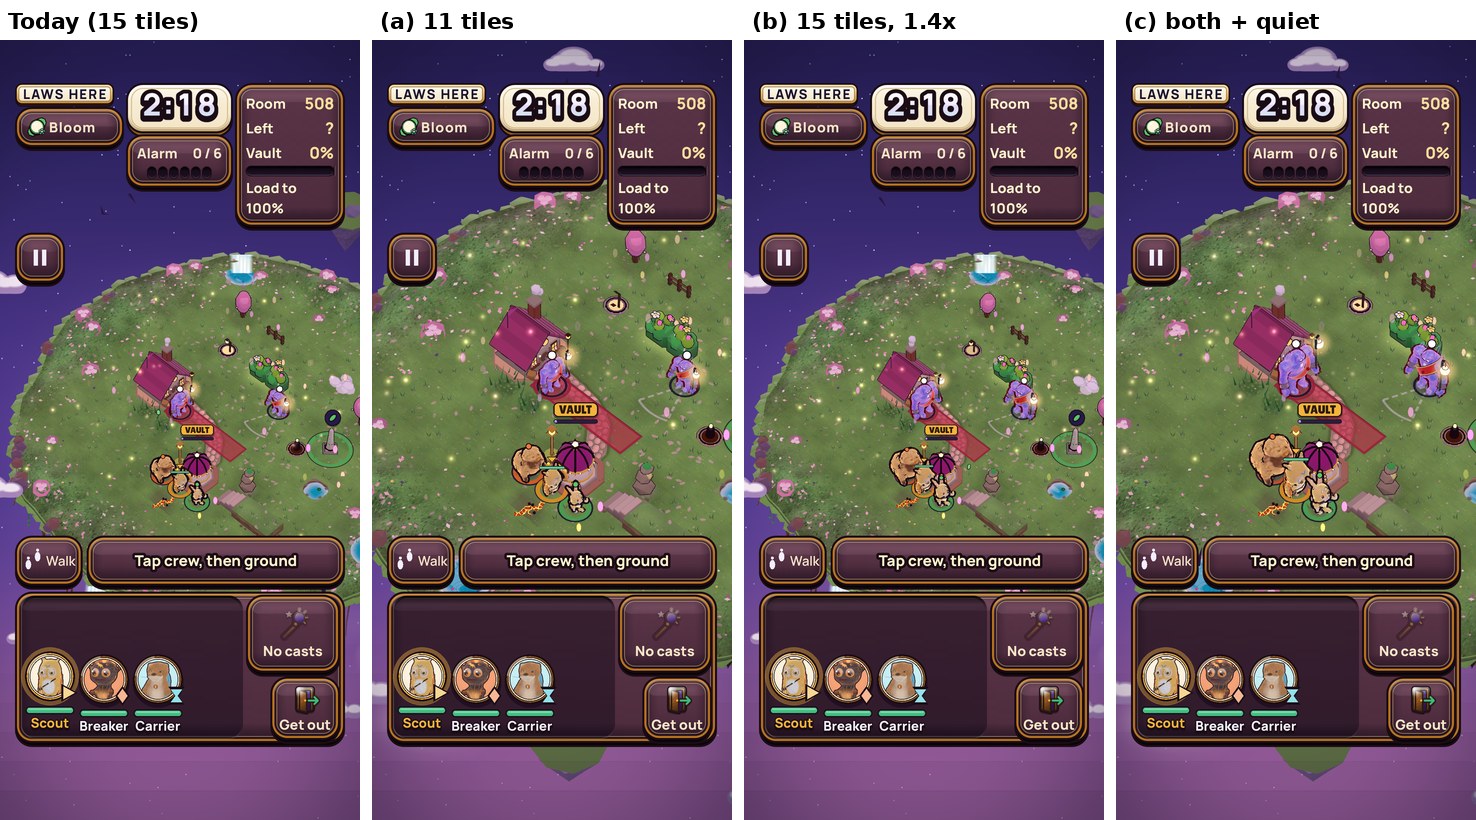 Today (15 tiles)
LAWS HERE
Bloom
2:18
Alarm 0 / 6
Room 508
Left ?
Vault 0%
Load to
100%
VAULT
Walk
Tap crew, then ground
No casts
Scout
Breaker
Carrier
Get out
(a) 11 tiles
LAWS HERE
Bloom
2:18
Alarm 0 / 6
Room 508
Left ?
Vault 0%
Load to
100%
VAULT
Walk
Tap crew, then ground
No casts
Scout
Breaker
Carrier
Get out
(b) 15 tiles, 1.4x
LAWS HERE
Bloom
2:18
Alarm 0 / 6
Room 508
Left ?
Vault 0%
Load to
100%
VAULT
Walk
Tap crew, then ground
No casts
Scout
Breaker
Carrier
Get out
(c) both + quiet
LAWS HERE
Bloom
2:18
Alarm 0 / 6
Room 508
Left ?
Vault 0%
Load to
100%
VAULT
Walk
Tap crew, then ground
No casts
Scout
Breaker
Carrier
Get out